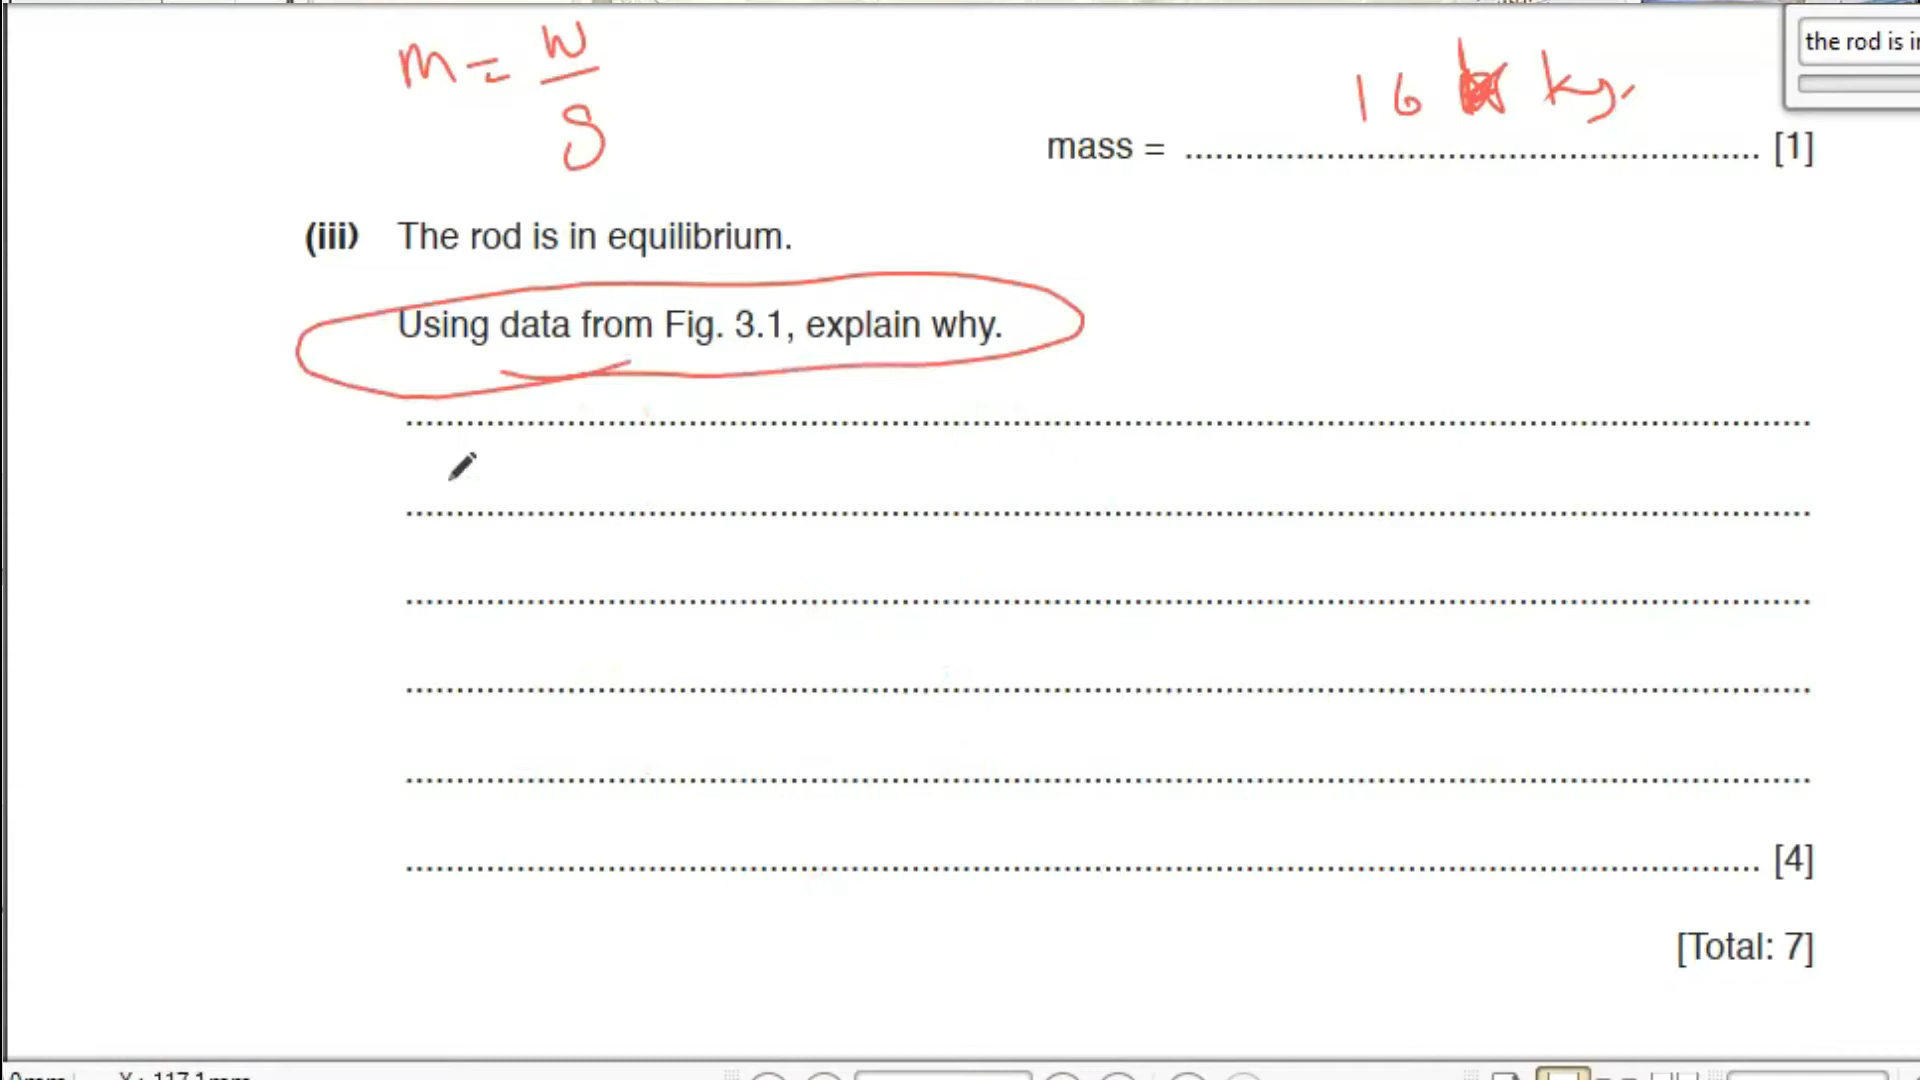 m = W
g
the rod is i
16 kg.
mass = .......................................................... [1]
(iii) The rod is in equilibrium.
Using data from Fig. 3.1, explain why.
[4]
[Total: 7]